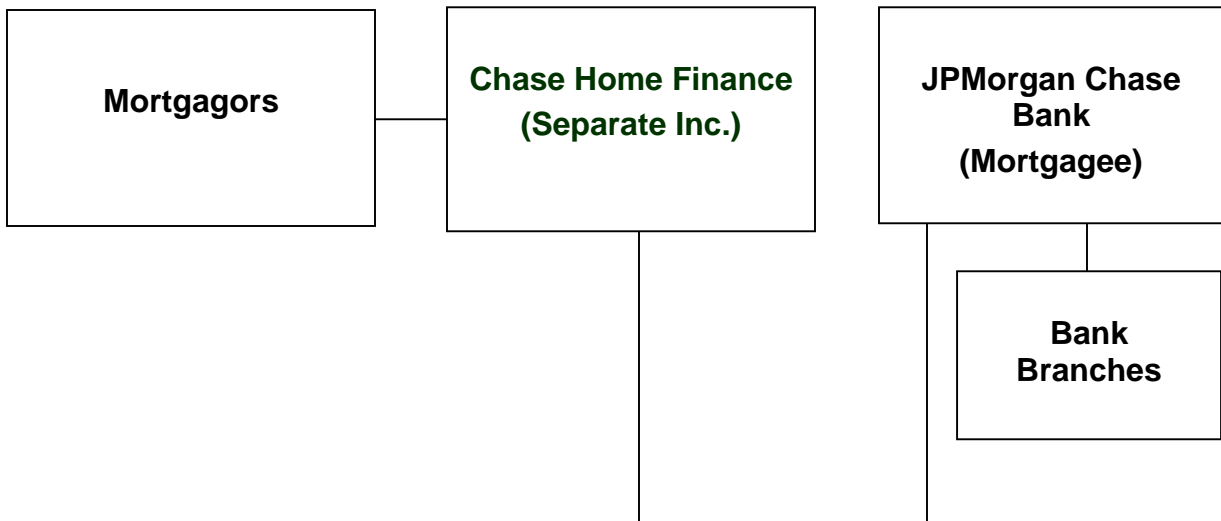 Mortgagors
Chase Home Finance
(Separate Inc.)
JPMorgan Chase
Bank
(Mortgagee)
Bank
Branches